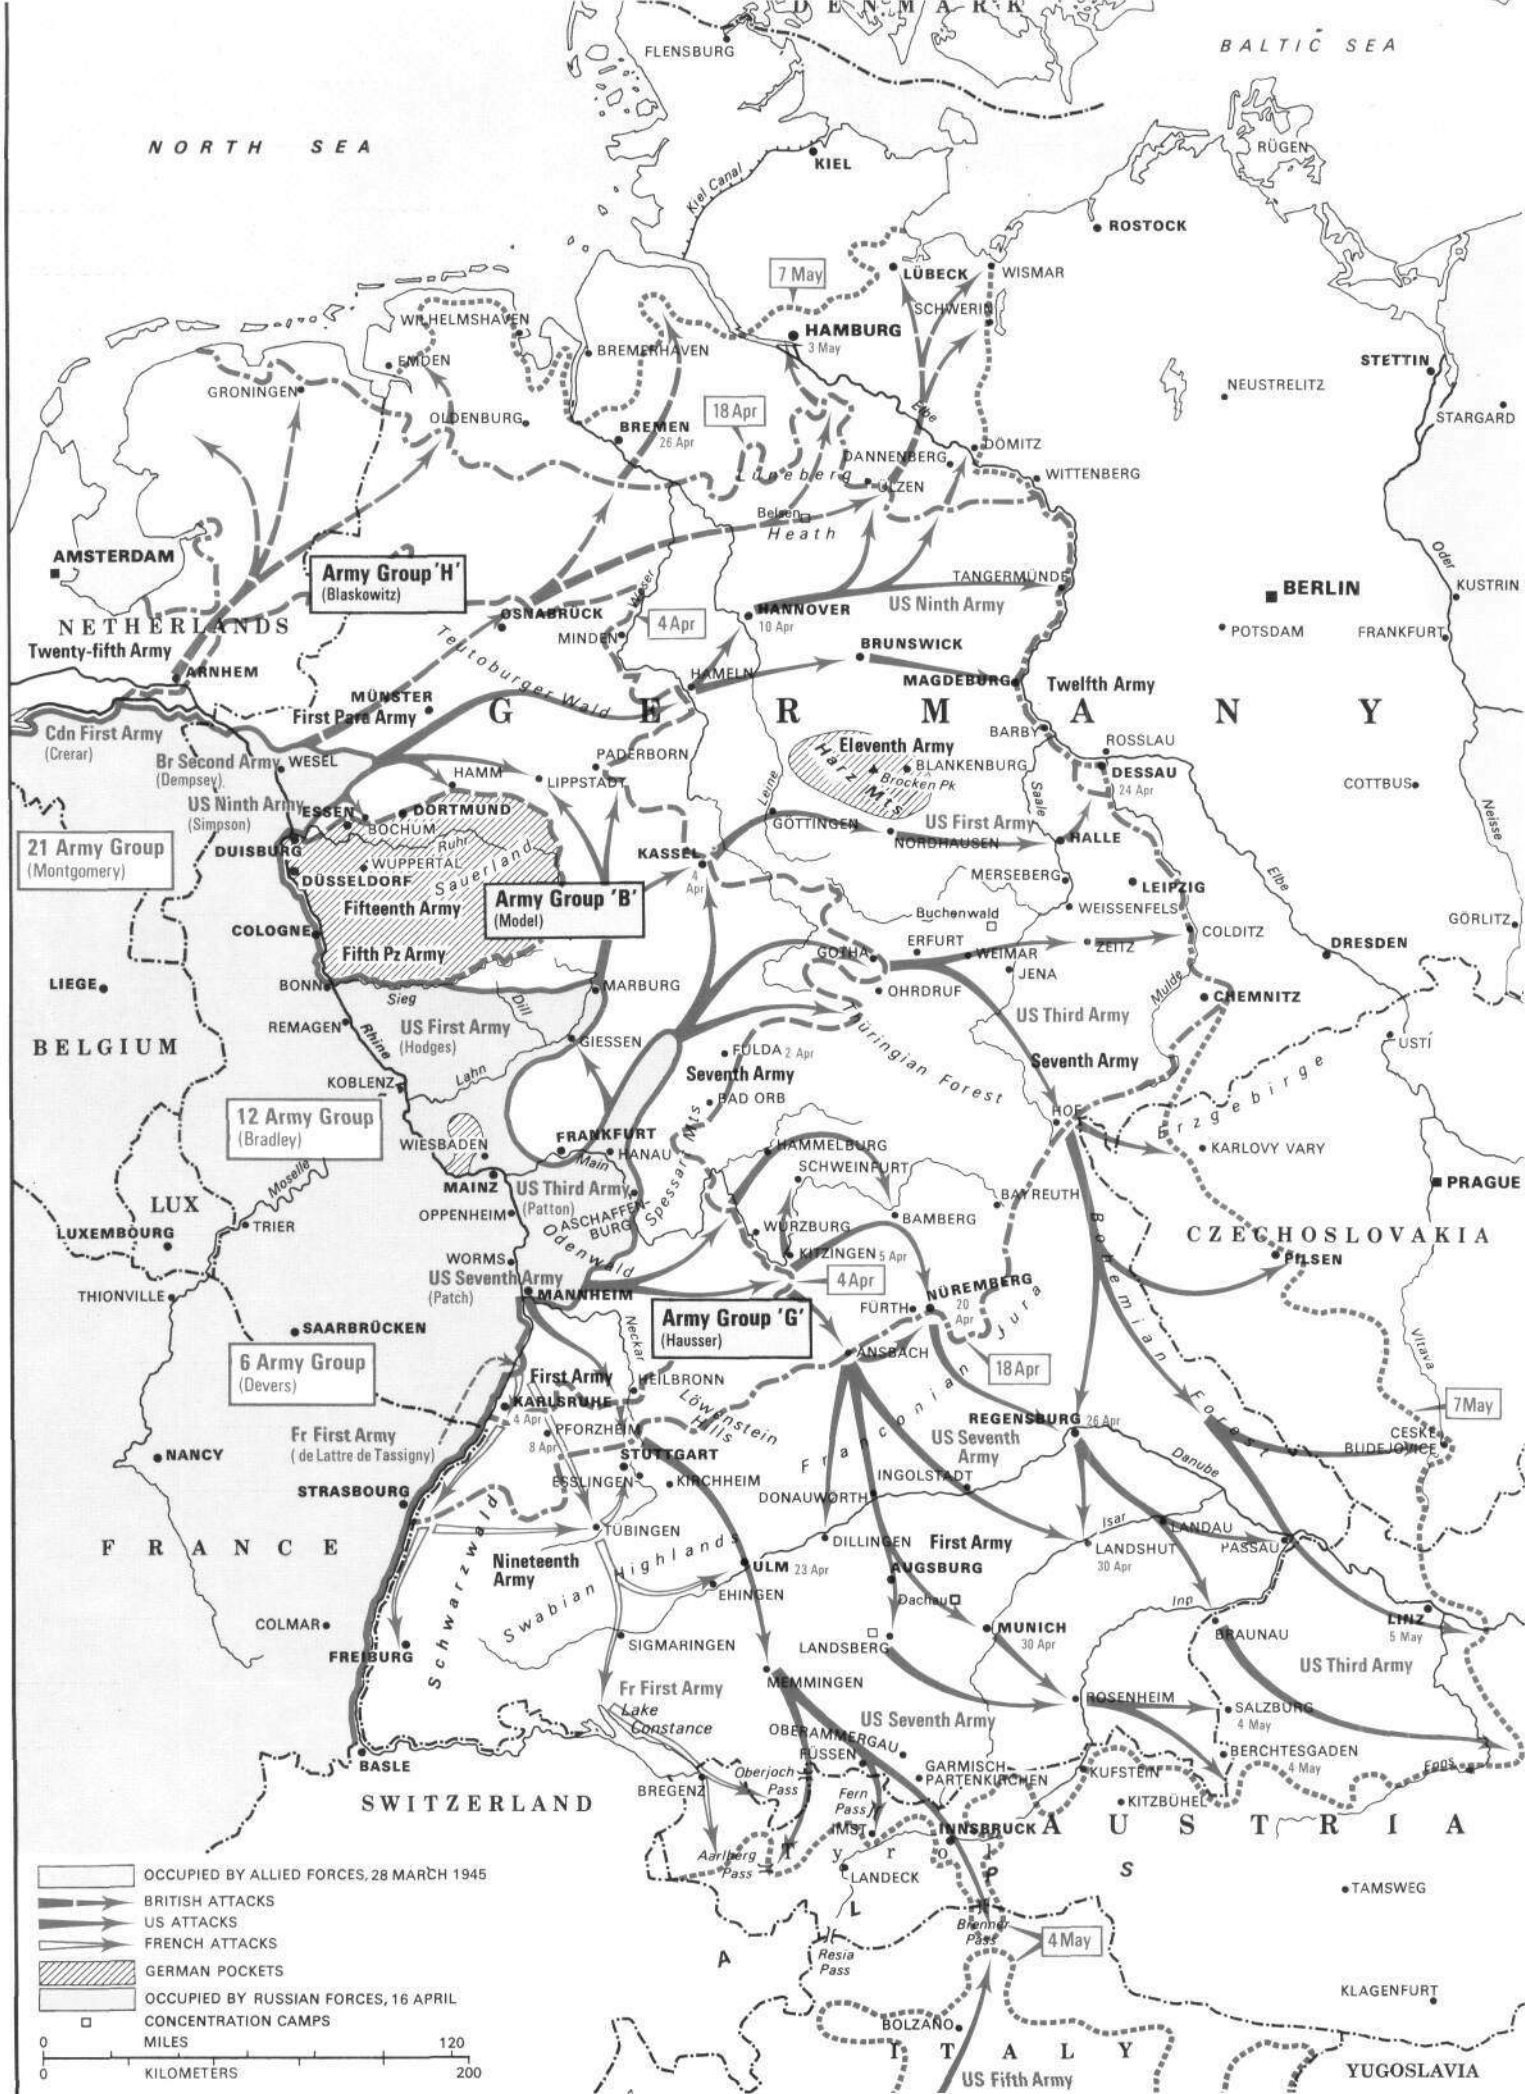 DENMARK
FLENSBURG
BALTIC SEA
NORTH SEA
RÜGEN
KIEL
Kiel Canal
ROSTOCK
7 May
LÜBECK
WISMAR
SCHWERIN
WILHELMSHAVEN
HAMBURG
3 May
BREMERHAVEN
EMDEN
STETTIN
GRONINGEN
NEUSTRELITZ
18 Apr
Elbe
STARGARD
OLDENBURG
BREMEN
26 Apr
DÖMITZ
DANNENBERG
WITTENBERG
Lüneberg
ÜLZEN
Belsen
Heath
AMSTERDAM
Oder
Army Group 'H'
(Blaskowitz)
TANGERMÜNDE
BERLIN
KUSTRIN
Weser
US Ninth Army
OSNABRÜCK
HANNOVER
10 Apr
NETHERLANDS
4 Apr
MINDEN
POTSDAM
FRANKFURT
Teutoburger Wald
BRUNSWICK
Twenty-fifth Army
ARNHEM
HAMELN
MAGDEBURG
Twelfth Army
MÜNSTER
First Para Army
GERMANY
Cdn First Army
(Crerar)
BARBY
ROSSLAU
Br Second Army
(Dempsey)
WESEL
PADERBORN
Eleventh Army
BLANKENBURG
Harz Mts
Brocken Pk
DESSAU
24 Apr
HAMM
LIPPSTADT
Leine
Saale
COTTBUS
US Ninth Army
(Simpson)
ESSEN
DORTMUND
BOCHUM
GÖTTINGEN
US First Army
Neisse
21 Army Group
(Montgomery)
DUISBURG
Ruhr
WUPPERTAL
Sauerland
NORDHAUSEN
HALLE
KASSEL
4 Apr
DÜSSELDORF
MERSEBERG
LEIPZIG
Elbe
Army Group 'B'
(Model)
Fifteenth Army
Buchenwald
WEISSENFELS
GÖRLITZ
COLOGNE
Fifth Pz Army
GOTHA
ERFURT
WEIMAR
ZEITZ
COLDITZ
DRESDEN
JENA
LIEGE
BONN
Sieg
Dill
MARBURG
OHRDRUF
Mulde
CHEMNITZ
REMAGEN
Rhine
US First Army
(Hodges)
US Third Army
Thüringian Forest
BELGIUM
GIESSEN
FULDA 2 Apr
Seventh Army
Seventh Army
USTÍ
KOBLENZ
Lahn
BAD ORB
Erzgebirge
HOF
12 Army Group
(Bradley)
WIESBADEN
FRANKFURT
HANAU
Main
Spessart Mts
HAMMELBURG
KARLOVY VARY
SCHWEINFURT
Moselle
MAINZ
US Third Army
(Patton)
BAYREUTH
PRAGUE
LUX
OPPENHEIM
ASCHAFFEN-
BURG
BAMBERG
TRIER
WURZBURG
LUXEMBOURG
Odenwald
CZECHOSLOVAKIA
WORMS
KITZINGEN 5 Apr
PILSEN
US Seventh Army
(Patch)
4 Apr
THIONVILLE
MANNHEIM
NÜREMBERG
20 Apr
FÜRTH
Army Group 'G'
(Hausser)
SAARBRÜCKEN
Neckar
Vltava
6 Army Group
(Devers)
ANSBACH
18 Apr
First Army
HEILBRONN
Franconian Jura
Bohemian Forest
KARLSRUHE
4 Apr
Löwenstein
Hills
7 May
Fr First Army
(de Lattre de Tassigny)
PFORZHEIM
8 Apr
REGENSBURG 26 Apr
CESKE
BUDEJOVICE
US Seventh
Army
NANCY
STUTTGART
ESSLINGEN
KIRCHHEIM
INGOLSTADT
Danube
STRASBOURG
DONAUWORTH
Isar
TÜBINGEN
DILLINGEN
First Army
LANDAU
LANDSHUT
30 Apr
PASSAU
FRANCE
Schwarzwald
Nineteenth
Army
Swabian Highlands
ULM 23 Apr
AUGSBURG
EHINGEN
Dachau
Inn
COLMAR
MUNICH
30 Apr
LINZ
5 May
SIGMARINGEN
LANDSBERG
BRAUNAU
FREIBURG
US Third Army
MEMMINGEN
Fr First Army
ROSENHEIM
SALZBURG
4 May
Lake
Constance
US Seventh Army
OBERAMMERGAU
FÜSSEN
BERCHTESGADEN
4 May
Enns
BASLE
GARMISCH
PARTENKIRCHEN
KUFSTEIN
Oberjoch
Pass
BREGENZ
SWITZERLAND
Fern
Pass
KITZBÜHEL
IMST
INNSBRUCK
AUSTRIA
Tyrol
Aarlberg
Pass
LANDECK
ALPS
TAMSWEG
Brenner
Pass
4 May
Resia
Pass
KLAGENFURT
BOLZANO
ITALY
US Fifth Army
YUGOSLAVIA
OCCUPIED BY ALLIED FORCES, 28 MARCH 1945
BRITISH ATTACKS
US ATTACKS
FRENCH ATTACKS
GERMAN POCKETS
OCCUPIED BY RUSSIAN FORCES, 16 APRIL
CONCENTRATION CAMPS
0 MILES 120
0 KILOMETERS 200